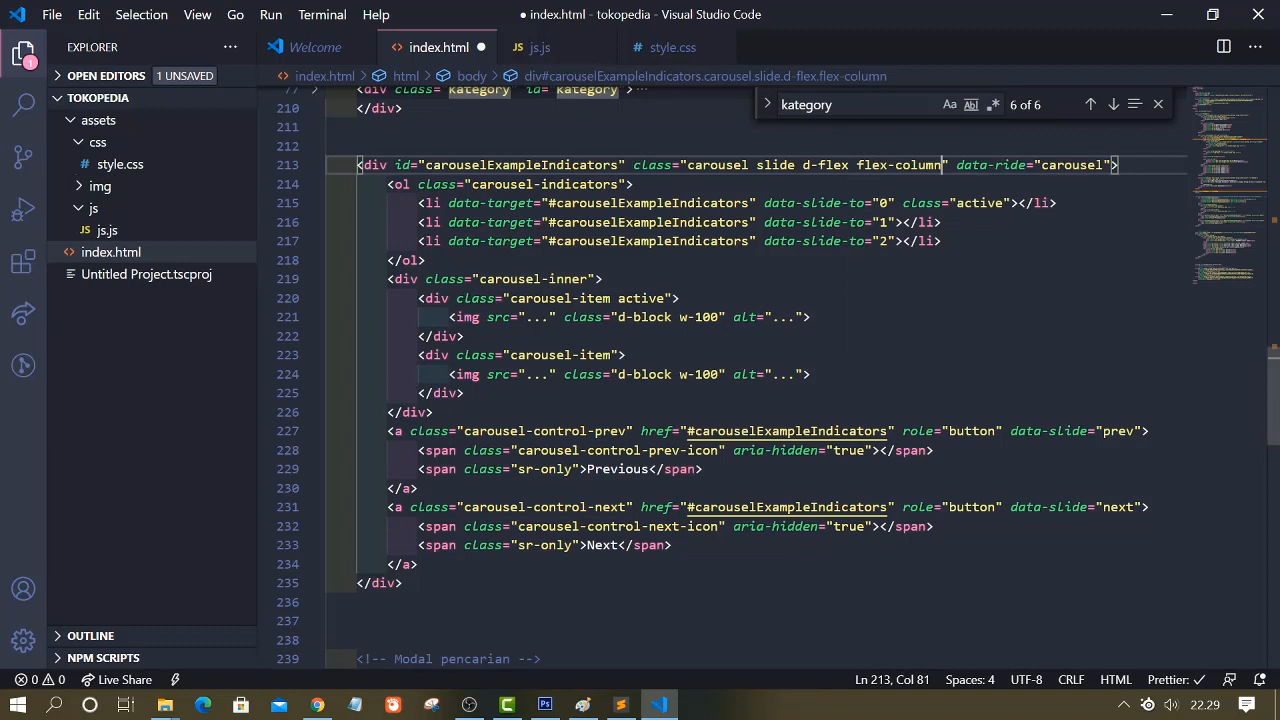 File Edit Selection View Go Run Terminal Help
● index.html - tokopedia - Visual Studio Code
EXPLORER
Welcome
index.html
js.js
style.css
OPEN EDITORS 1 UNSAVED
TOKOPEDIA
assets
css
style.css
img
js
js.js
index.html
Untitled Project.tscproj
OUTLINE
NPM SCRIPTS
1
index.html > html > body > div#carouselExampleIndicators.carousel.slide.d-flex.flex-column
kategory
Aa Abl 6 of 6
77 <div class="kategory" id="kategory">
210 </div>
211
212
213 <div id="carouselExampleIndicators" class="carousel slide d-flex flex-column" data-ride="carousel">
214 <ol class="carousel-indicators">
215 <li data-target="#carouselExampleIndicators" data-slide-to="0" class="active"></li>
216 <li data-target="#carouselExampleIndicators" data-slide-to="1"></li>
217 <li data-target="#carouselExampleIndicators" data-slide-to="2"></li>
218 </ol>
219 <div class="carousel-inner">
220 <div class="carousel-item active">
221 <img src="..." class="d-block w-100" alt="...">
222 </div>
223 <div class="carousel-item">
224 <img src="..." class="d-block w-100" alt="...">
225 </div>
226 </div>
227 <a class="carousel-control-prev" href="#carouselExampleIndicators" role="button" data-slide="prev">
228 <span class="carousel-control-prev-icon" aria-hidden="true"></span>
229 <span class="sr-only">Previous</span>
230 </a>
231 <a class="carousel-control-next" href="#carouselExampleIndicators" role="button" data-slide="next">
232 <span class="carousel-control-next-icon" aria-hidden="true"></span>
233 <span class="sr-only">Next</span>
234 </a>
235 </div>
236
237
238
239 <!-- Modal pencarian -->
0 0 Live Share
Ln 213, Col 81 Spaces: 4 UTF-8 CRLF HTML Prettier: ✓
22.29